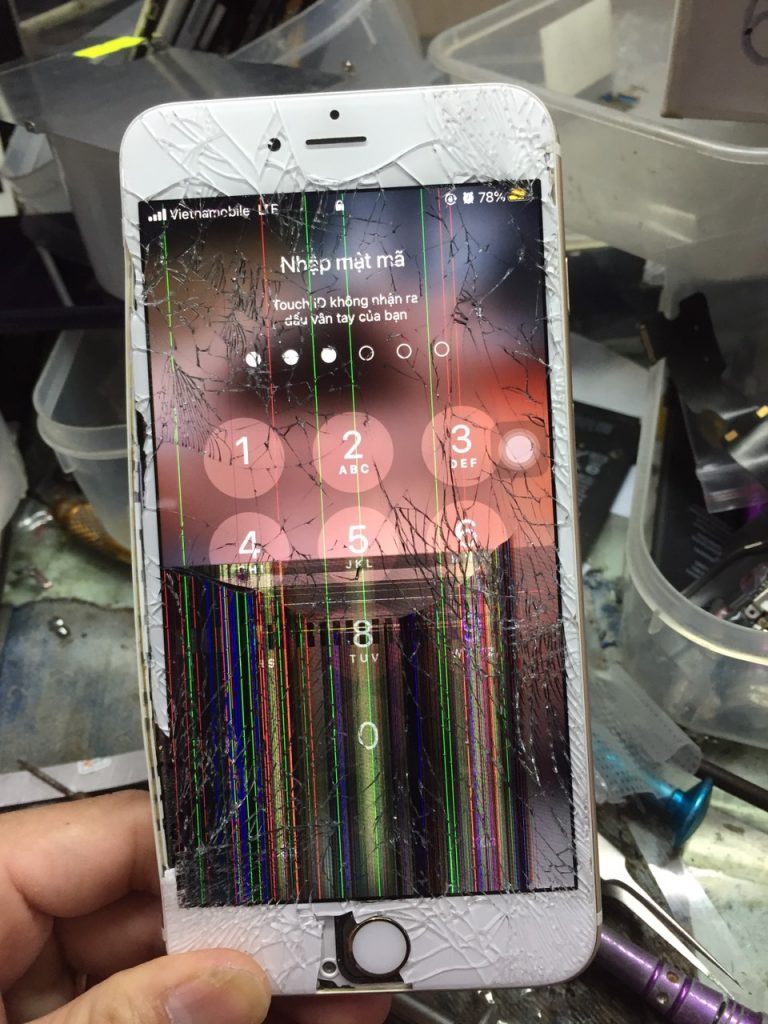 Vietnamobile LTE 78%
Nhập mật mã
Touch ID không nhận ra
dấu vân tay của bạn
1 2 3
ABC DEF
4 5 6
JKL
8
TUV
0